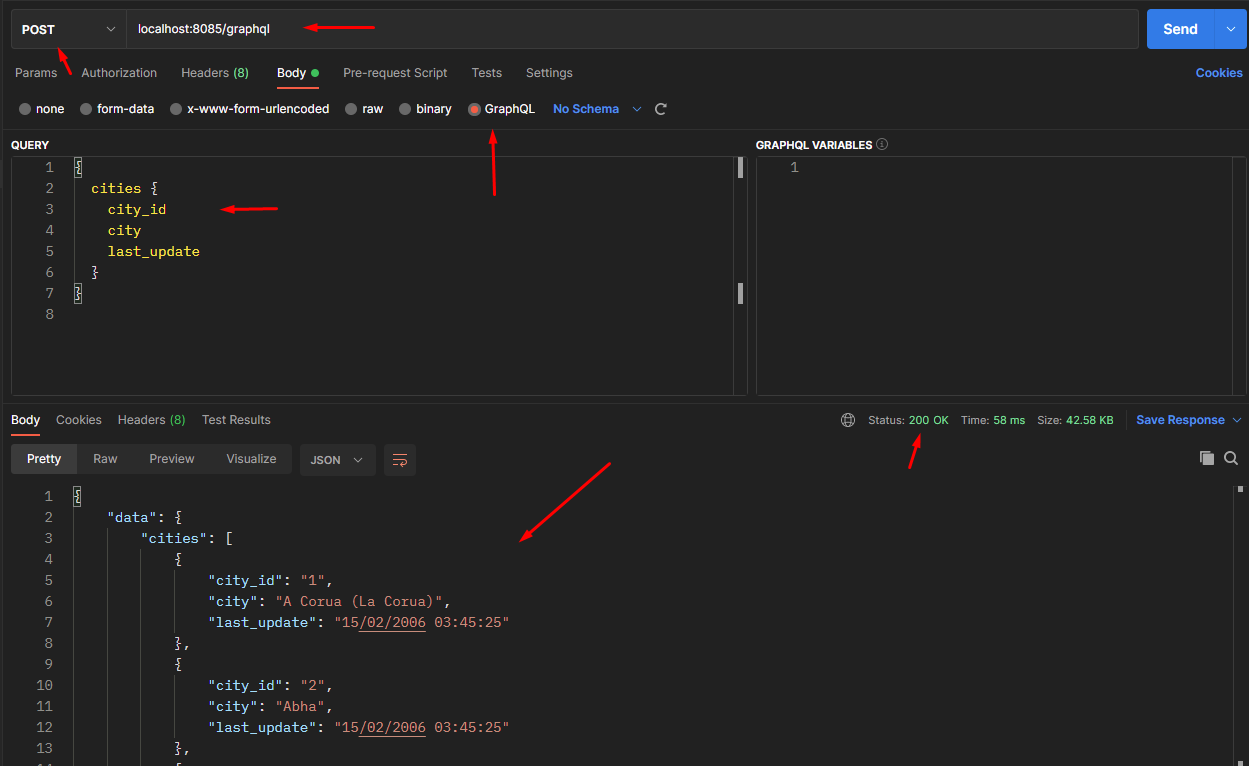 POST localhost:8085/graphql Send
Params Authorization Headers (8) Body Pre-request Script Tests Settings Cookies
none form-data x-www-form-urlencoded raw binary GraphQL No Schema
QUERY GRAPHQL VARIABLES
1 { 1
2 cities {
3 city_id
4 city
5 last_update
6 }
7 }
8
Body Cookies Headers (8) Test Results Status: 200 OK Time: 58 ms Size: 42.58 KB Save Response
Pretty Raw Preview Visualize JSON
1 {
2 "data": {
3 "cities": [
4 {
5 "city_id": "1",
6 "city": "A Corua (La Corua)",
7 "last_update": "15/02/2006 03:45:25"
8 },
9 {
10 "city_id": "2",
11 "city": "Abha",
12 "last_update": "15/02/2006 03:45:25"
13 },